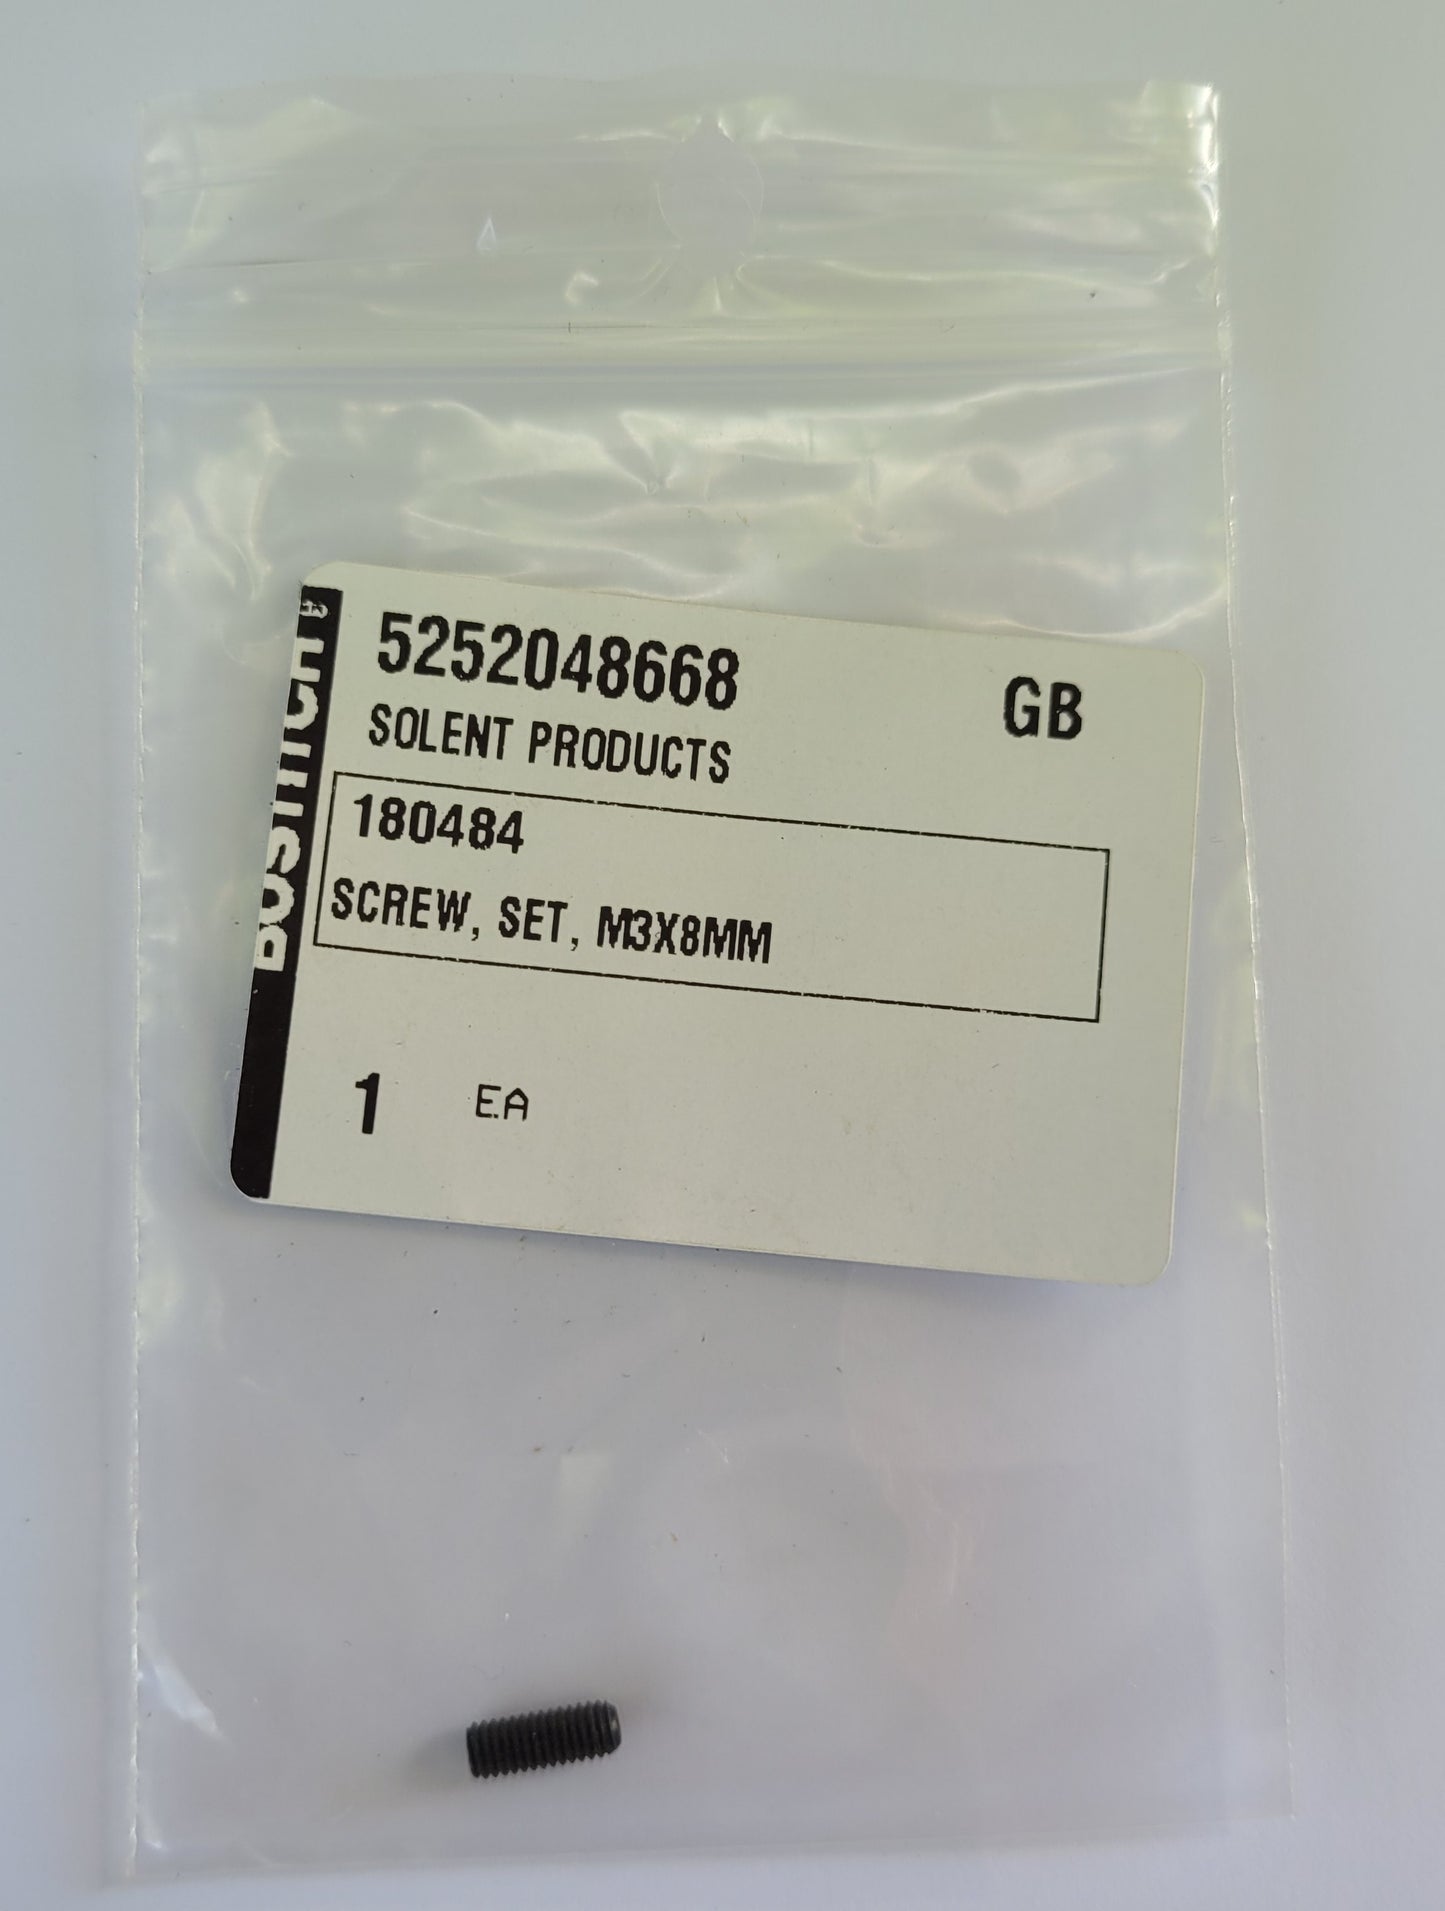 BOSTITCH®
5252048668 GB
SOLENT PRODUCTS
180484
SCREW, SET, M3X8MM
1 EA